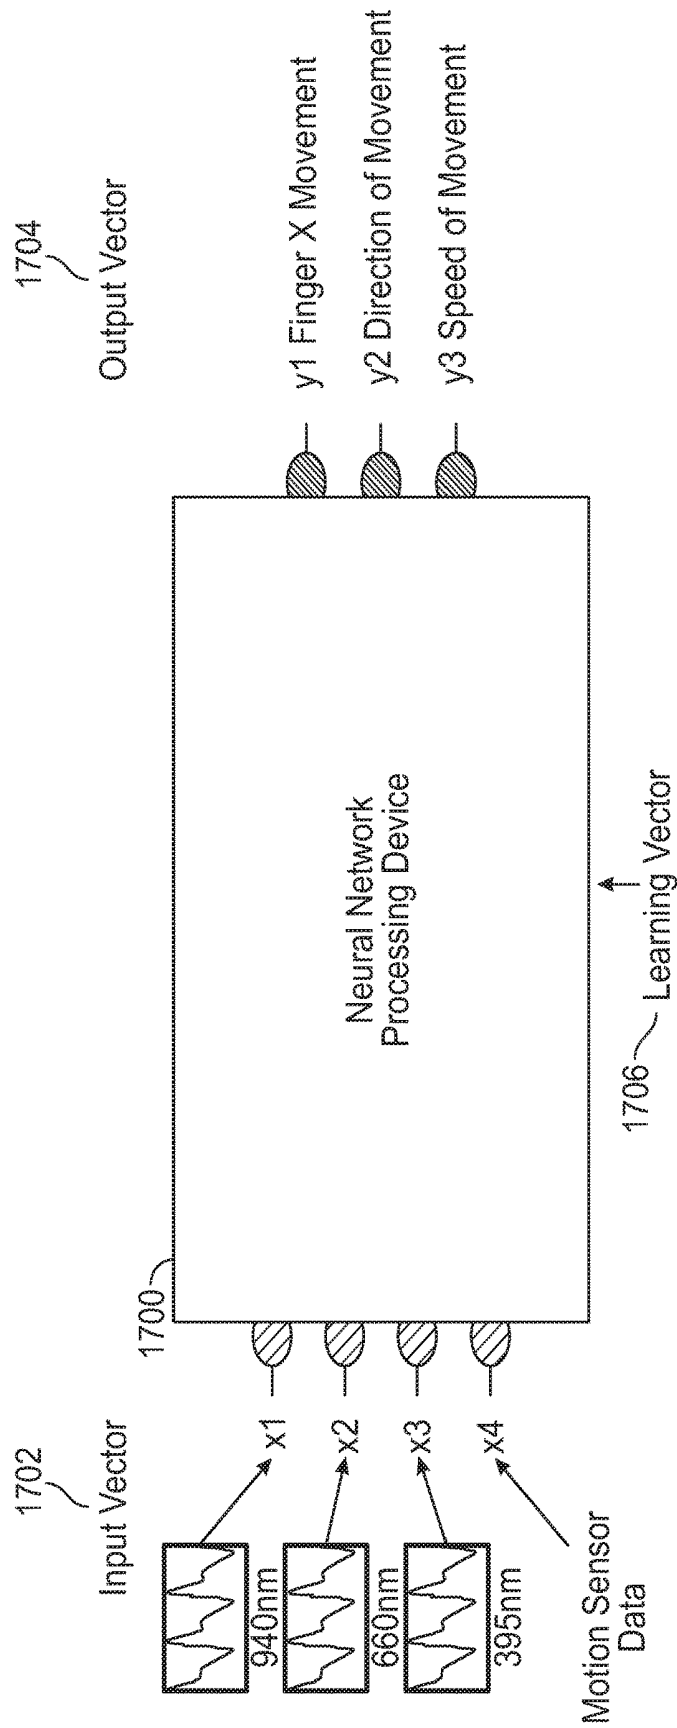 1702
Input Vector
940nm
x1
660nm
x2
395nm
x3
Motion Sensor
Data
x4
1700
Neural Network
Processing Device
1706
Learning Vector
1704
Output Vector
y1 Finger X Movement
y2 Direction of Movement
y3 Speed of Movement